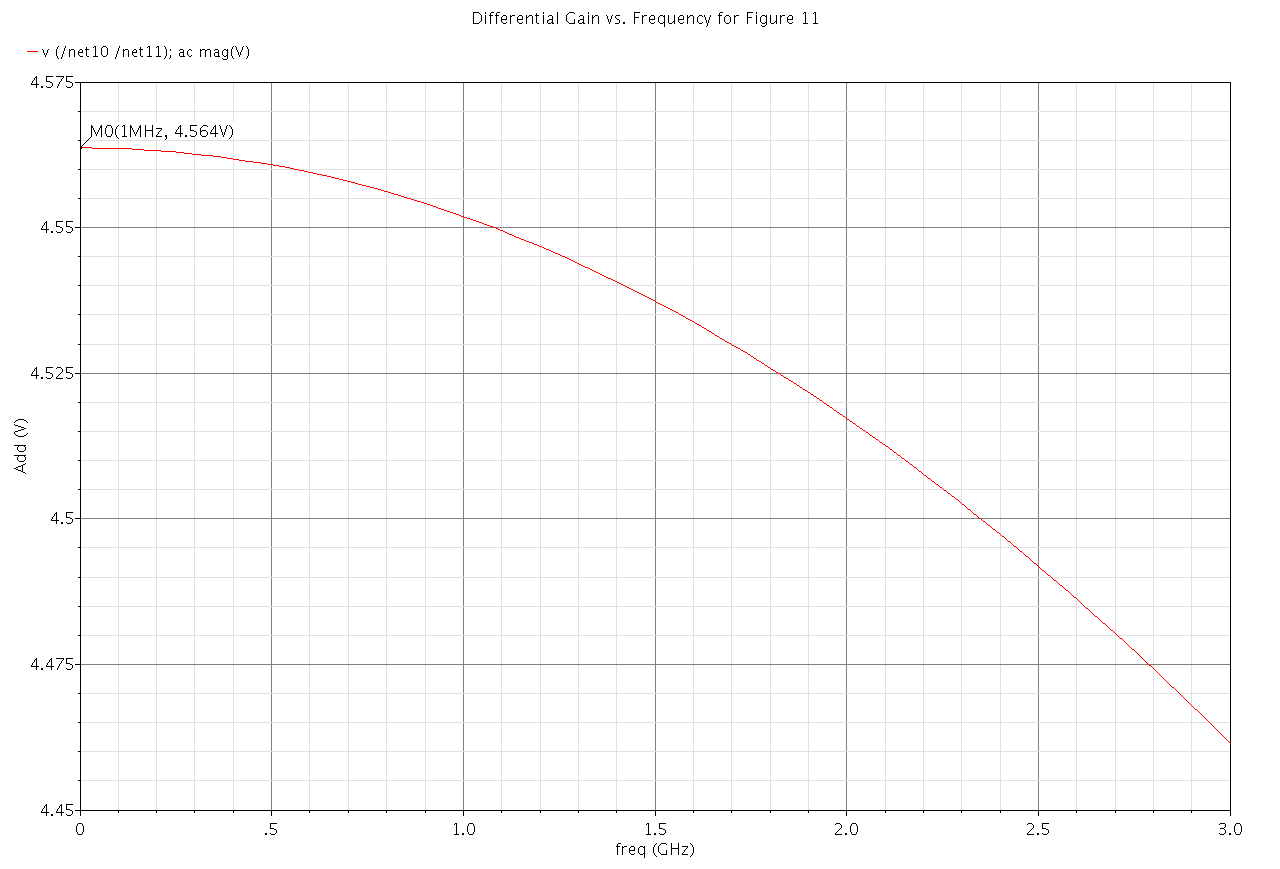 Differential Gain vs. Frequency for Figure 11
v (/net10 /net11); ac mag(V)
4.575
M0(1MHz, 4.564V)
4.55
4.525
Add (V)
4.5
4.475
4.45
0 .5 1.0 1.5 2.0 2.5 3.0
freq (GHz)